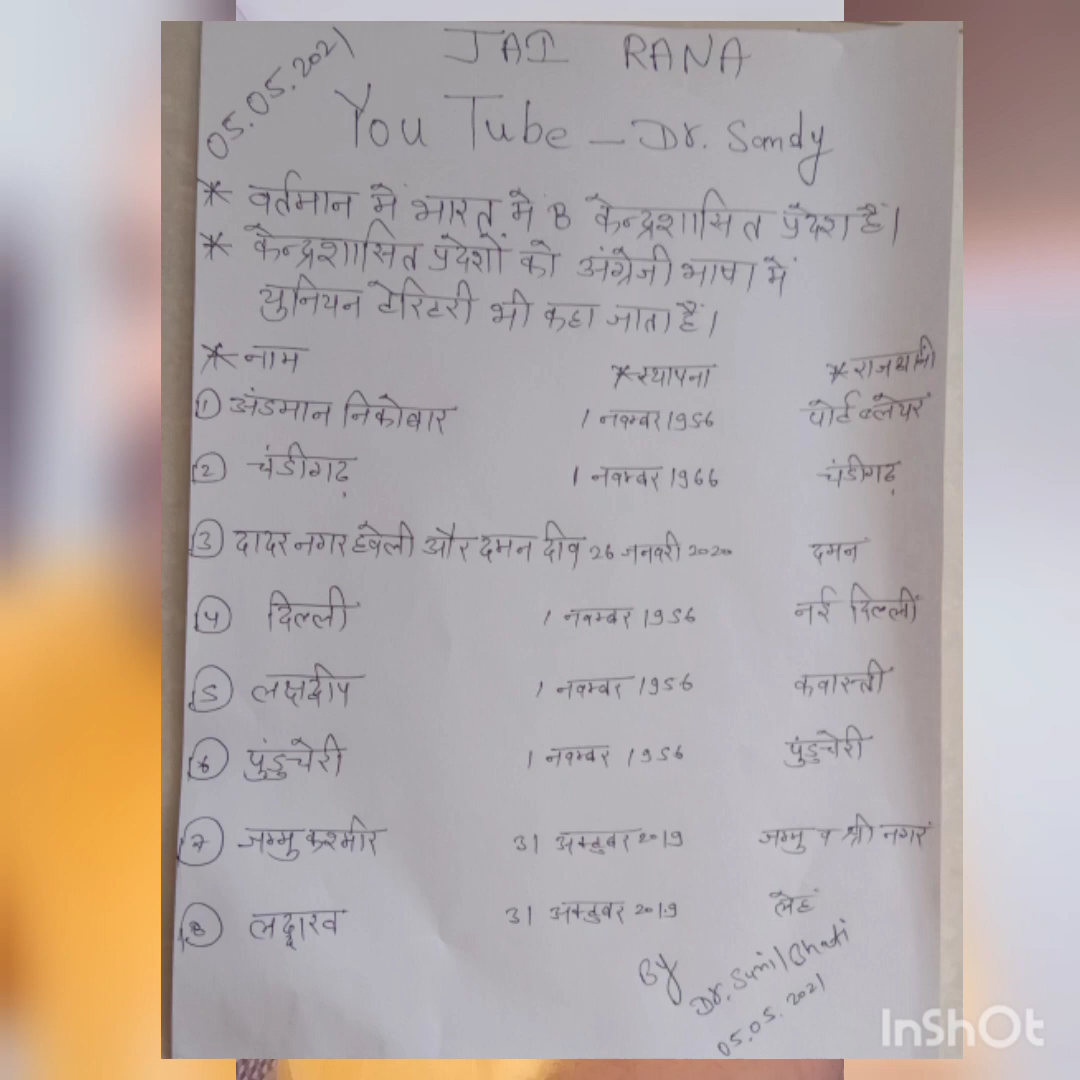 05.05.2021
JAI RANA
You Tube - Dr. Sandy
* वर्तमान में भारत में 8 केन्द्रशासित प्रदेश हैं।
* केन्द्रशासित प्रदेशों को अंग्रेजी भाषा में
युनियन टेरिटरी भी कहा जाता हैं।
* नाम * स्थापना * राजधानी
1 अंडमान निकोबार 1 नवम्बर 1956 पोर्ट ब्लेयर
2 चंडीगढ़ 1 नवम्बर 1966 चंडीगढ़
3 दादर नगर हवेली और दमन दीव 26 जनवरी 2020 दमन
4 दिल्ली 1 नवम्बर 1956 नई दिल्ली
5 लक्षद्वीप 1 नवम्बर 1956 कवारत्ती
6 पुंडुचेरी 1 नवम्बर 1956 पुंडुचेरी
7 जम्मु कश्मीर 31 अक्टुबर 2019 जम्मु व श्री नगर
8 लद्दाख 31 अक्टुबर 2019 लेह
By
Dr. Sunil Bhati
05.05.2021
InShOt